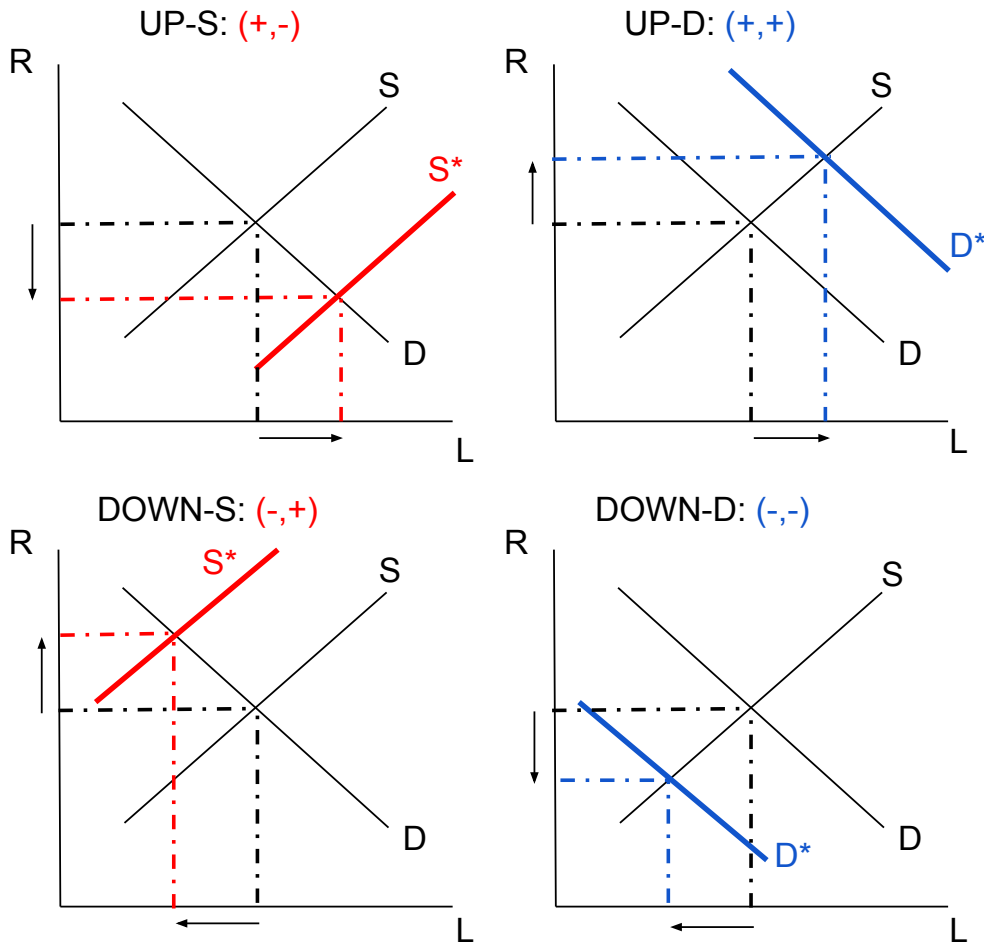 UP-S: (+,-)
R
S
S*
D
L
UP-D: (+,+)
R
S
D*
D
L
DOWN-S: (-,+)
R
S*
S
D
L
DOWN-D: (-,-)
R
S
D
D*
L